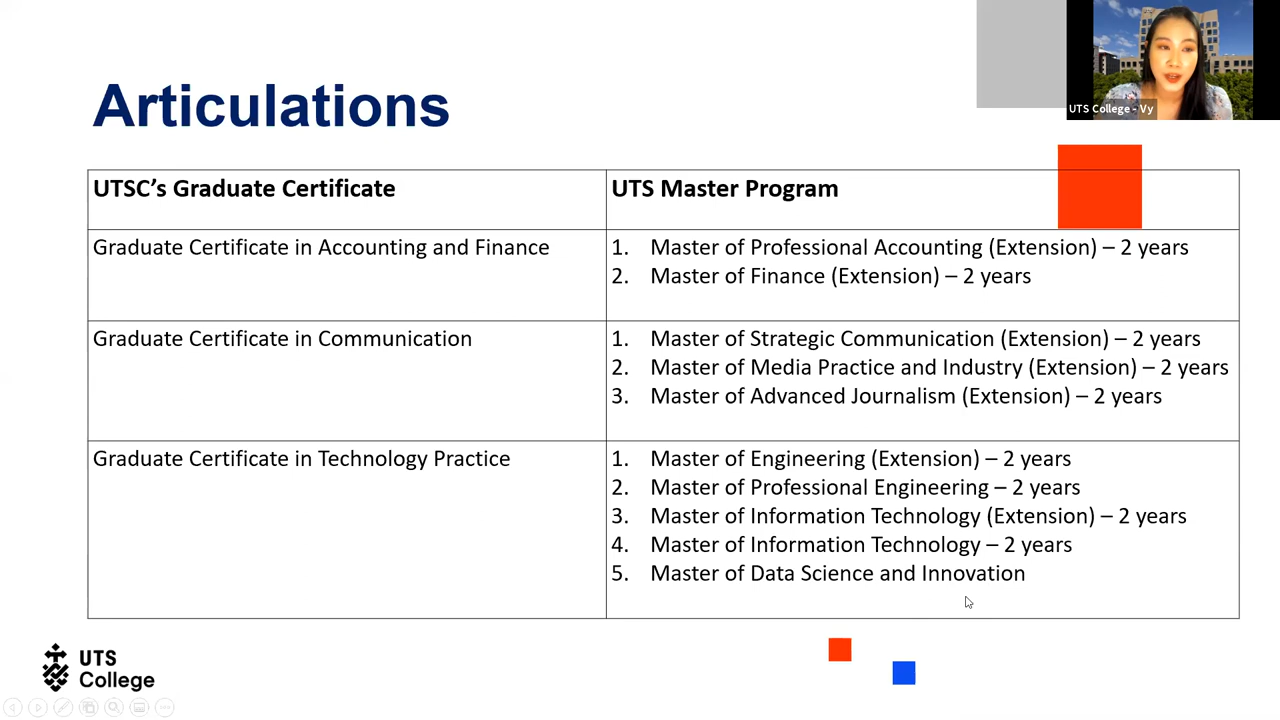 Articulations
UTS College - Vy
UTSC’s Graduate Certificate
UTS Master Program
Graduate Certificate in Accounting and Finance
1. Master of Professional Accounting (Extension) – 2 years
2. Master of Finance (Extension) – 2 years
Graduate Certificate in Communication
1. Master of Strategic Communication (Extension) – 2 years
2. Master of Media Practice and Industry (Extension) – 2 years
3. Master of Advanced Journalism (Extension) – 2 years
Graduate Certificate in Technology Practice
1. Master of Engineering (Extension) – 2 years
2. Master of Professional Engineering – 2 years
3. Master of Information Technology (Extension) – 2 years
4. Master of Information Technology – 2 years
5. Master of Data Science and Innovation
UTS
College